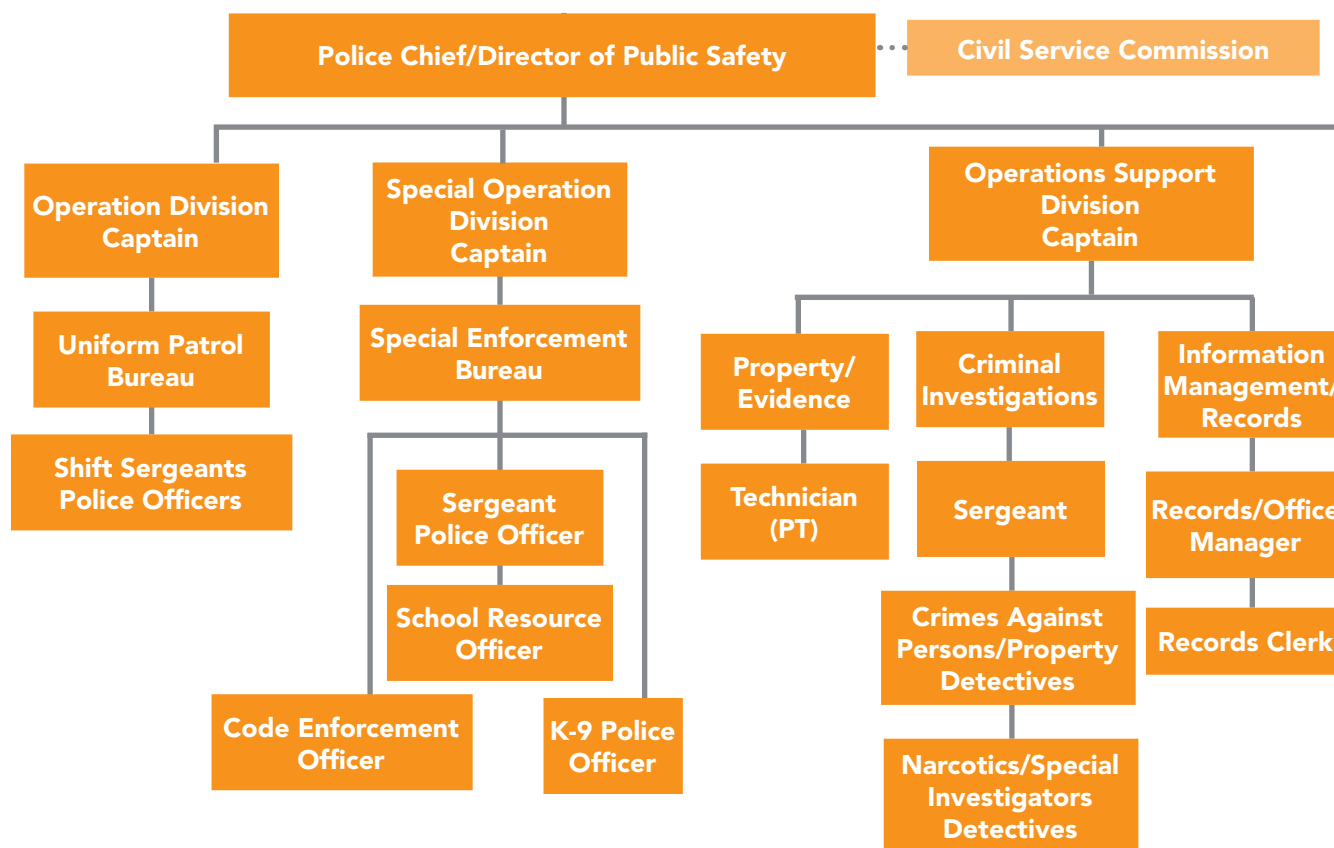 Police Chief/Director of Public Safety
Civil Service Commission
Operation Division
Captain
Special Operation
Division
Captain
Operations Support
Division
Captain
Uniform Patrol
Bureau
Special Enforcement
Bureau
Property/
Evidence
Criminal
Investigations
Information
Management/
Records
Shift Sergeants
Police Officers
Sergeant
Police Officer
Technician
(PT)
Sergeant
Records/Office
Manager
School Resource
Officer
Crimes Against
Persons/Property
Detectives
Records Clerk
Code Enforcement
Officer
K-9 Police
Officer
Narcotics/Special
Investigators
Detectives